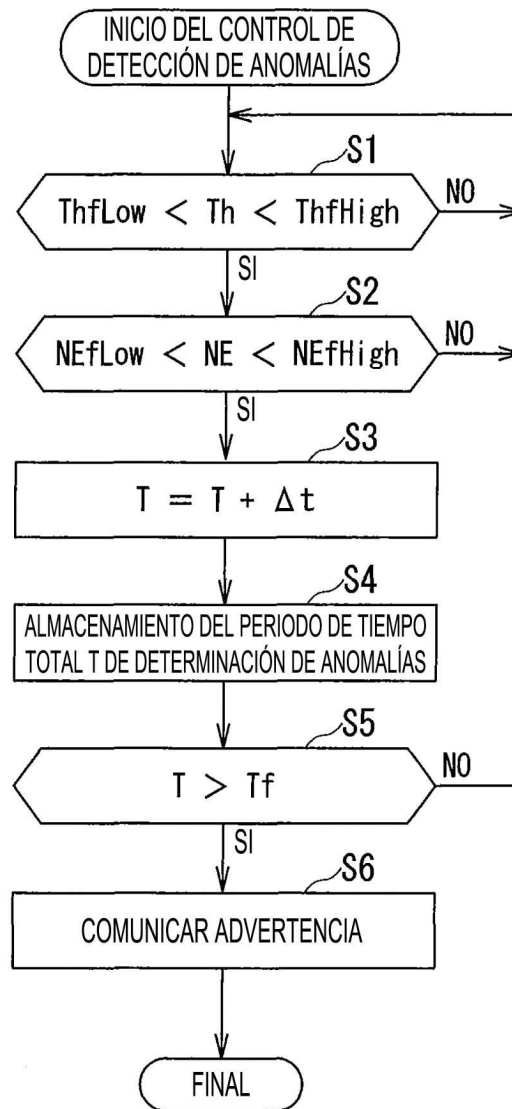 INICIO DEL CONTROL DE
DETECCIÓN DE ANOMALÍAS
S1
ThfLow < Th < ThfHigh
NO
SI
S2
NEfLow < NE < NEfHigh
NO
SI
S3
T = T + Δt
S4
ALMACENAMIENTO DEL PERIODO DE TIEMPO
TOTAL T DE DETERMINACIÓN DE ANOMALÍAS
S5
T > Tf
NO
SI
S6
COMUNICAR ADVERTENCIA
FINAL